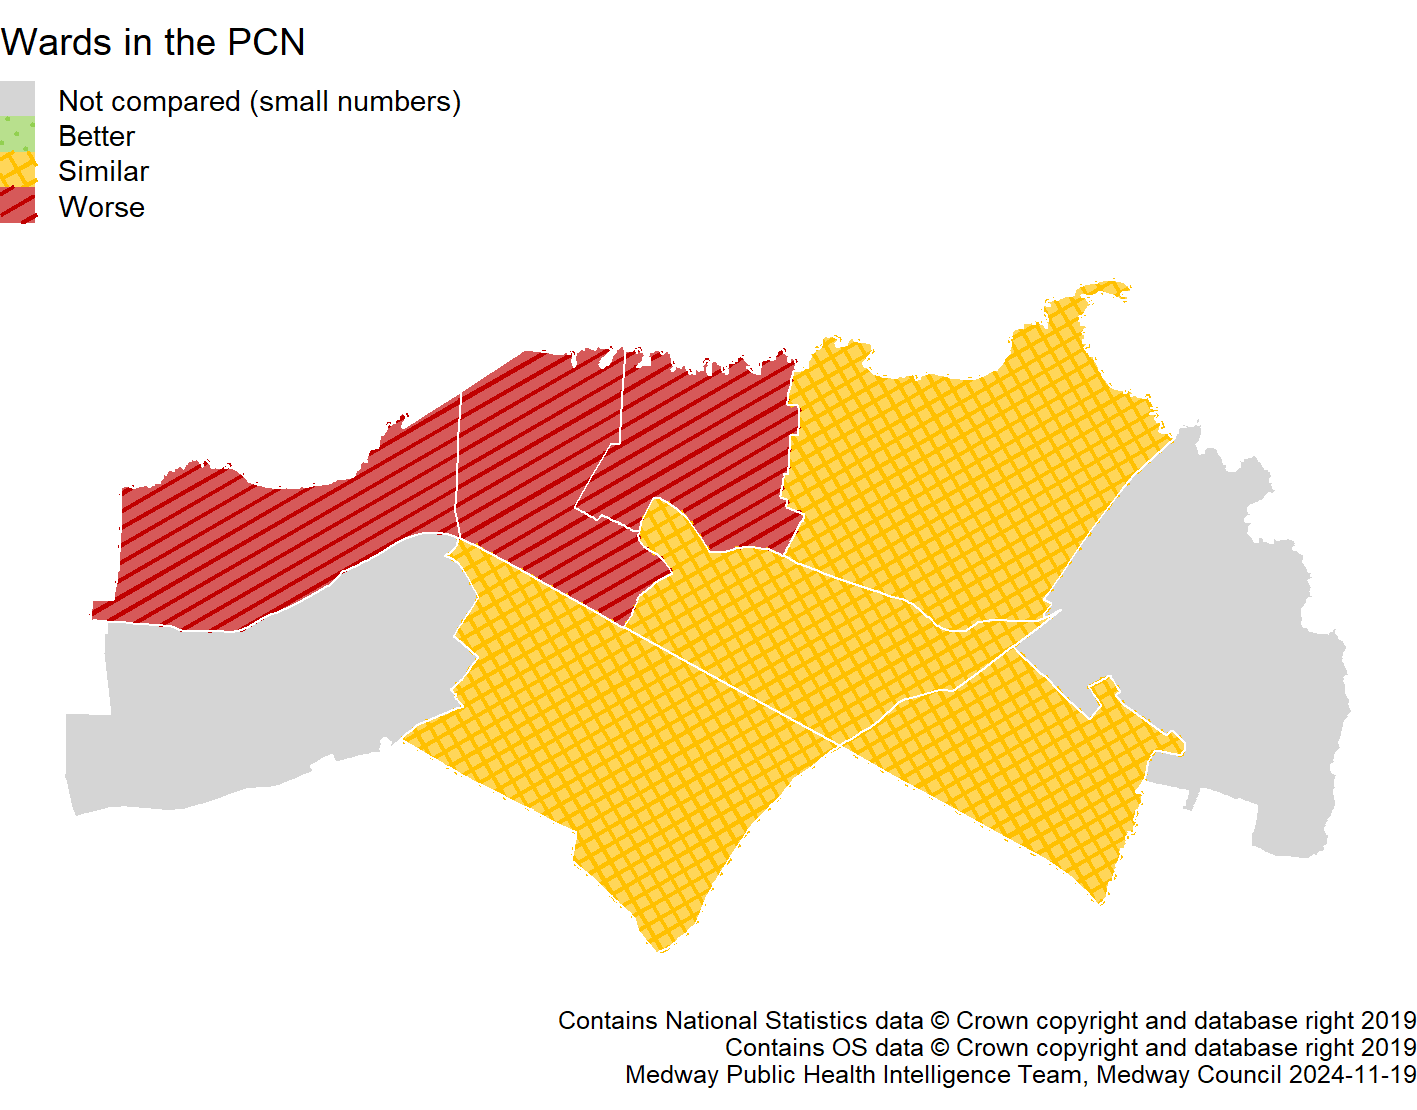 Wards in the PCN
Not compared (small numbers)
Better
Similar
Worse
Contains National Statistics data © Crown copyright and database right 2019
Contains OS data © Crown copyright and database right 2019
Medway Public Health Intelligence Team, Medway Council 2024-11-19